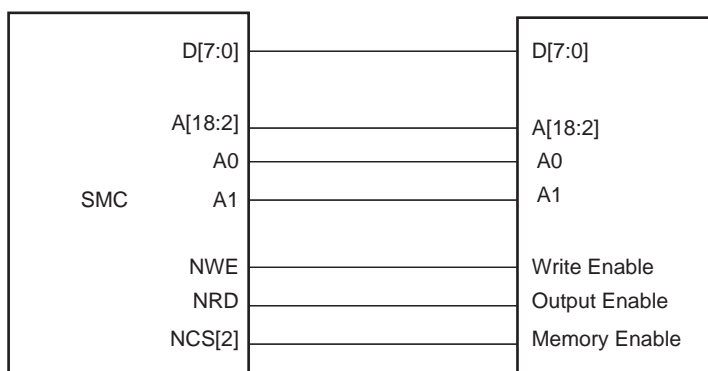 D[7:0] D[7:0]
A[18:2] A[18:2]
A0 A0
SMC A1 A1
NWE Write Enable
NRD Output Enable
NCS[2] Memory Enable